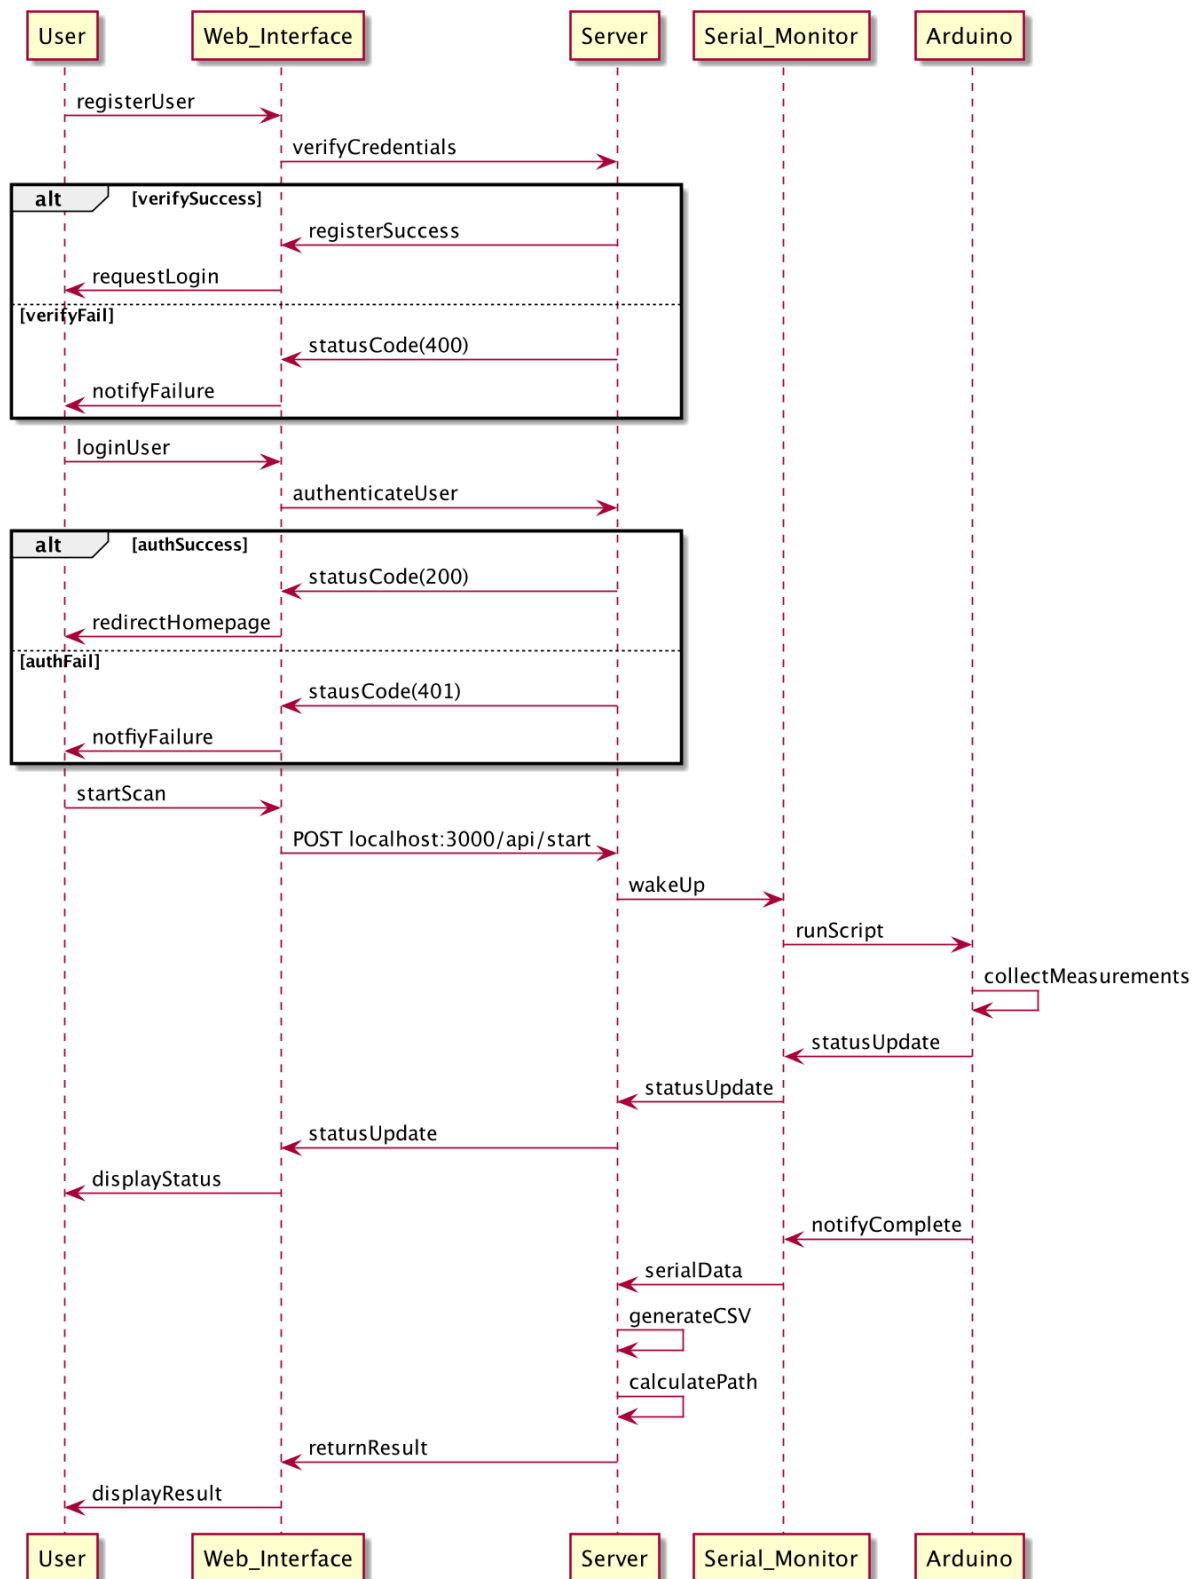 User Web_Interface Server Serial_Monitor Arduino
registerUser
verifyCredentials
alt [verifySuccess]
registerSuccess
requestLogin
[verifyFail]
statusCode(400)
notifyFailure
loginUser
authenticateUser
alt [authSuccess]
statusCode(200)
redirectHomepage
[authFail]
stausCode(401)
notfiyFailure
startScan
POST localhost:3000/api/start
wakeUp
runScript
collectMeasurements
statusUpdate
statusUpdate
statusUpdate
displayStatus
notifyComplete
serialData
generateCSV
calculatePath
returnResult
displayResult
User Web_Interface Server Serial_Monitor Arduino